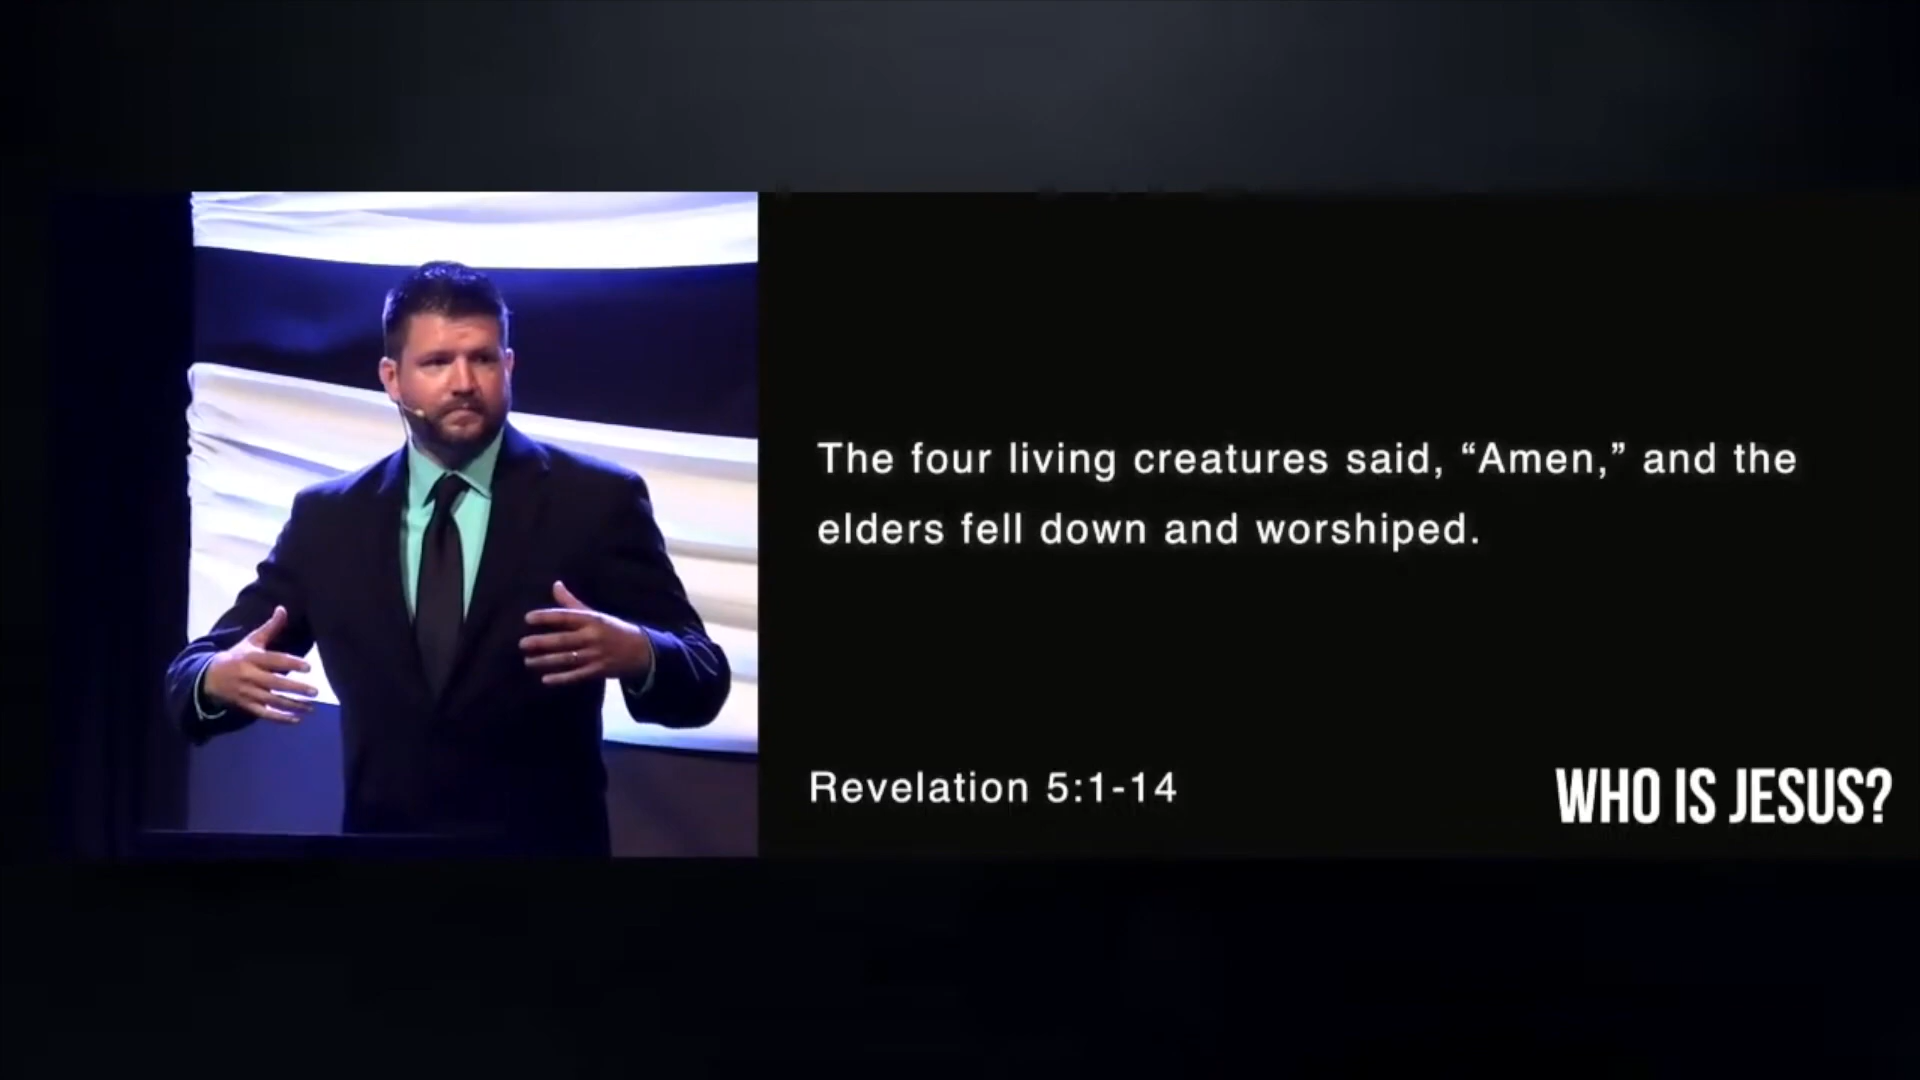 The four living creatures said, “Amen,” and the
elders fell down and worshiped.
Revelation 5:1-14
WHO IS JESUS?